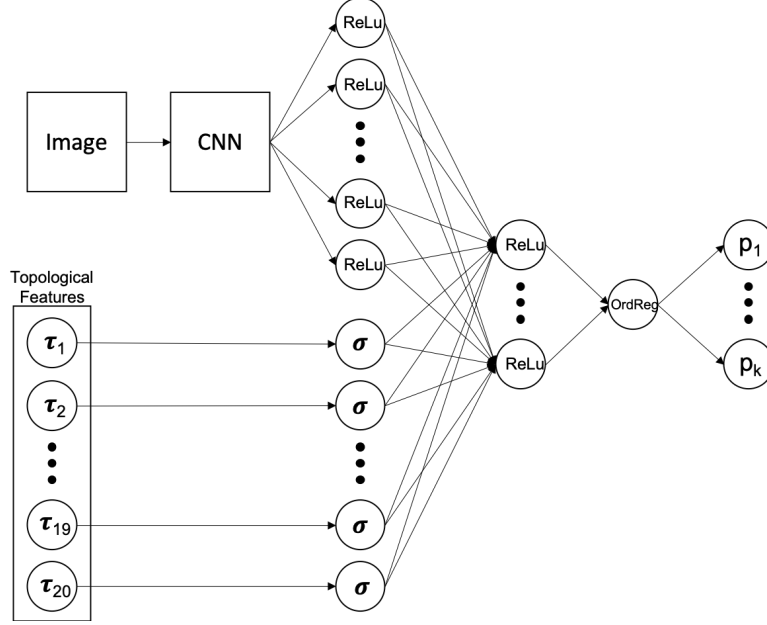 ReLu
ReLu
Image
CNN
ReLu
ReLu
ReLu
ReLu
OrdReg
p1
pk
Topological
Features
τ1
σ
τ2
σ
τ19
σ
τ20
σ